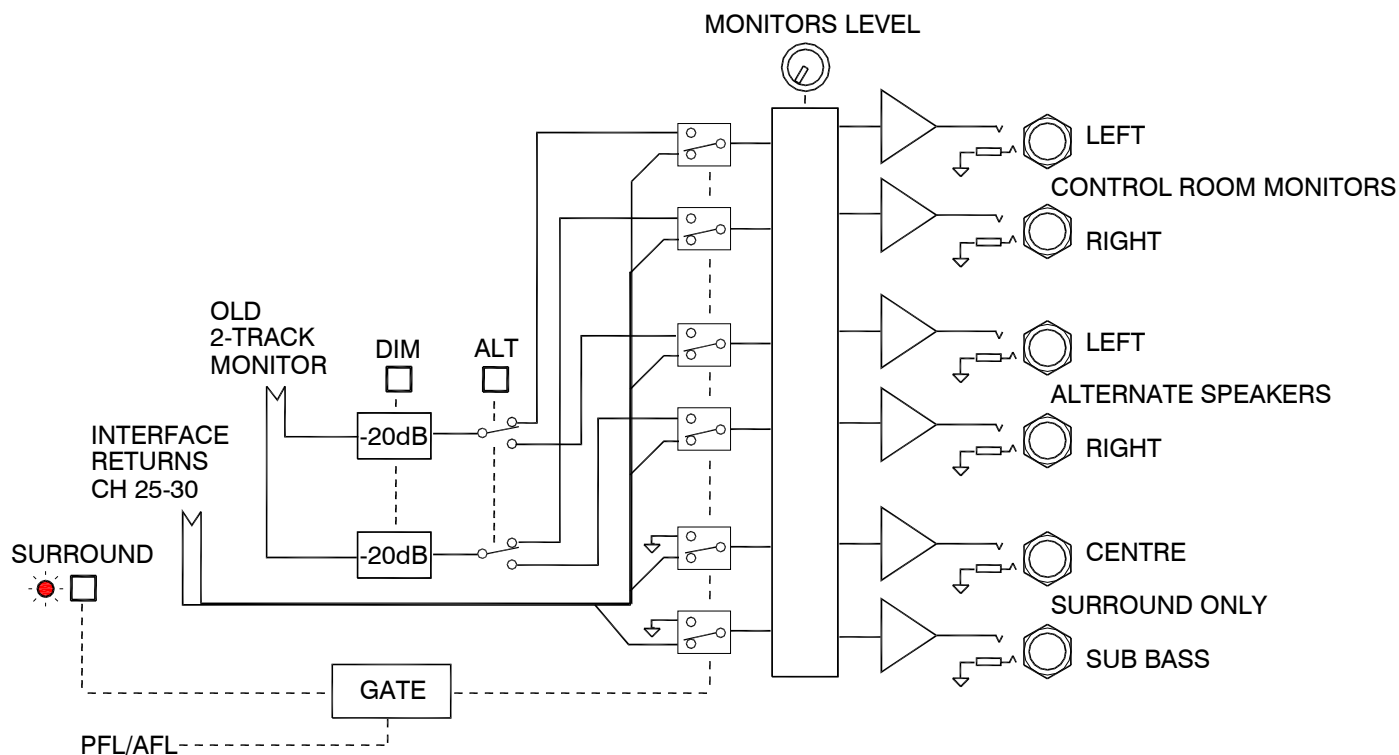 MONITORS LEVEL
LEFT
CONTROL ROOM MONITORS
RIGHT
OLD
2-TRACK
MONITOR
DIM
ALT
LEFT
ALTERNATE SPEAKERS
RIGHT
-20dB
INTERFACE
RETURNS
CH 25-30
-20dB
SURROUND
CENTRE
SURROUND ONLY
SUB BASS
GATE
PFL/AFL